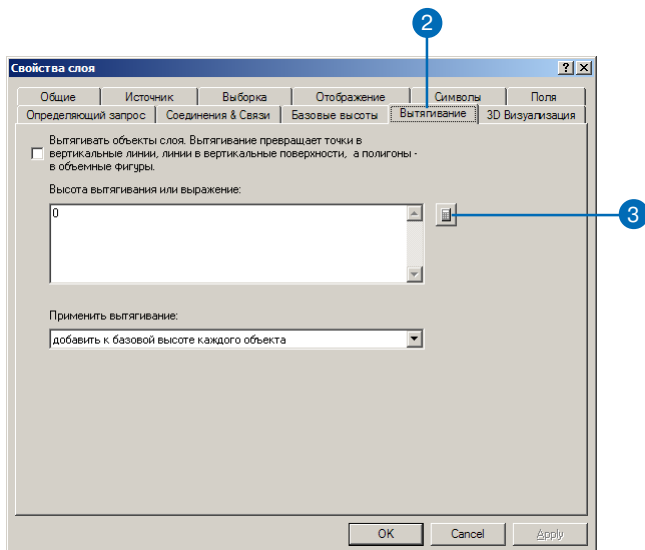 2
Свойства слоя
Общие Источник Выборка Отображение Символы Поля
Определяющий запрос Соединения & Связи Базовые высоты Вытягивание 3D Визуализация
Вытягивать объекты слоя. Вытягивание превращает точки в
вертикальные линии, линии в вертикальные поверхности, а полигоны -
в объемные фигуры.
Высота вытягивания или выражение:
0
3
Применить вытягивание:
добавить к базовой высоте каждого объекта
OK Cancel Apply